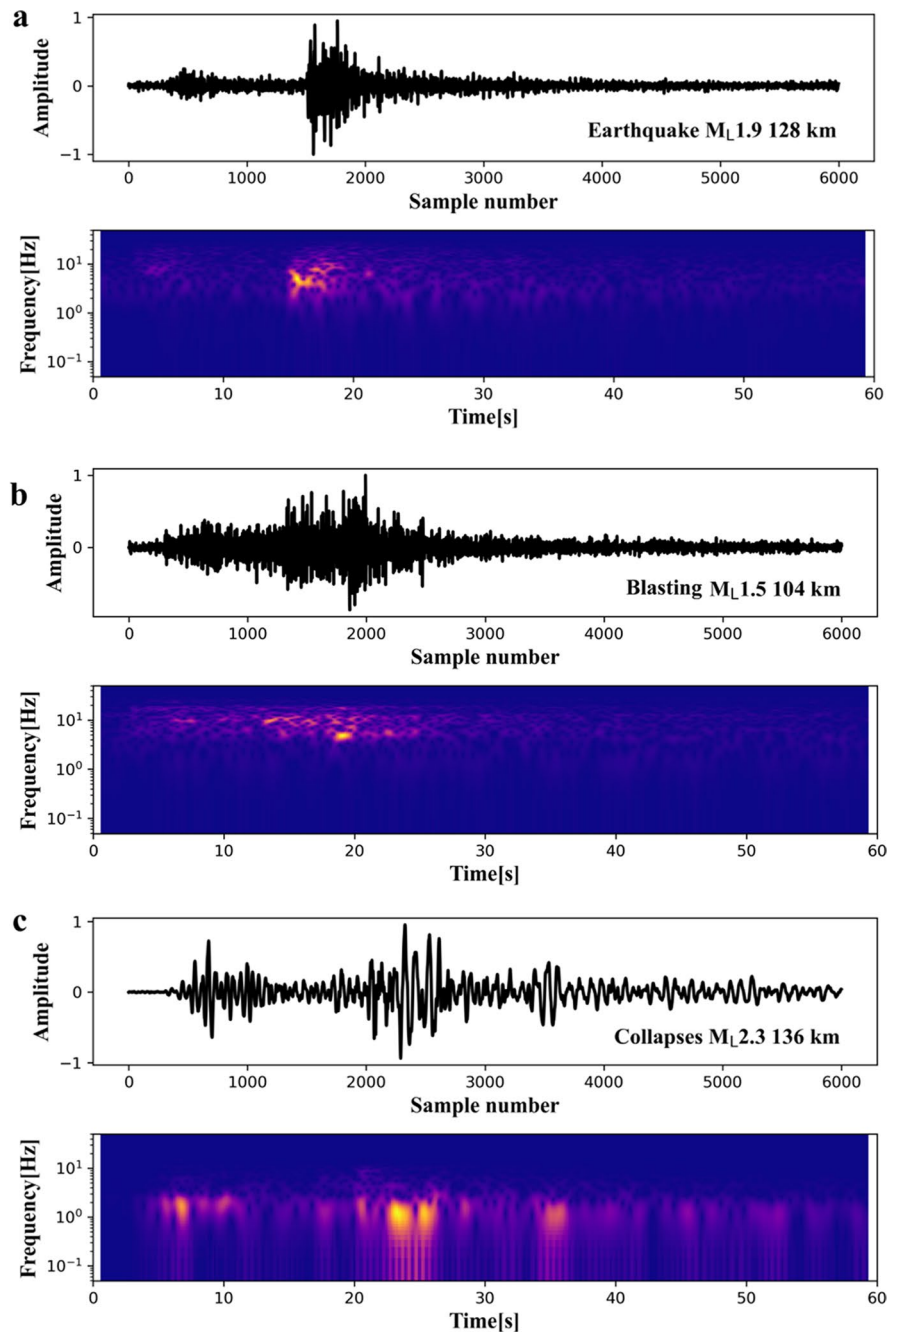 a
Amplitude
1
0
−1
Earthquake ML1.9 128 km
0 1000 2000 3000 4000 5000 6000
Sample number
Frequency[Hz]
10¹
10⁰
10⁻¹
0 10 20 30 40 50 60
Time[s]
b
Amplitude
1
0
Blasting ML1.5 104 km
0 1000 2000 3000 4000 5000 6000
Sample number
Frequency[Hz]
10¹
10⁰
10⁻¹
0 10 20 30 40 50 60
Time[s]
c
Amplitude
1
0
−1
Collapses ML2.3 136 km
0 1000 2000 3000 4000 5000 6000
Sample number
Frequency[Hz]
10¹
10⁰
10⁻¹
0 10 20 30 40 50 60
Time[s]